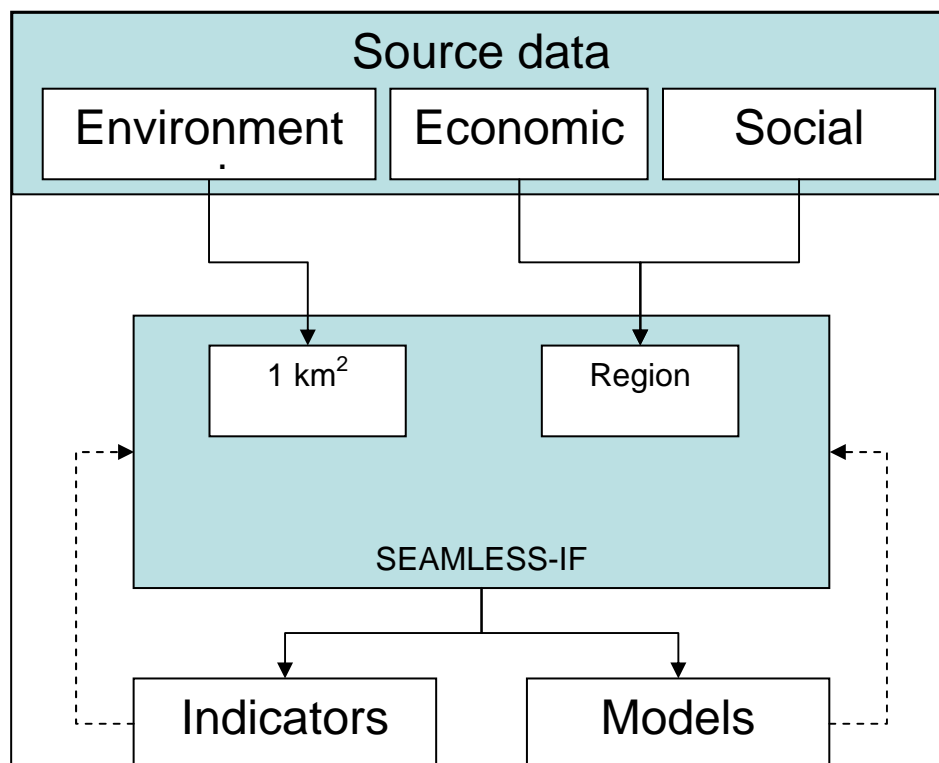 Source data
Environment Economic Social
.
1 km² Region
SEAMLESS-IF
Indicators Models